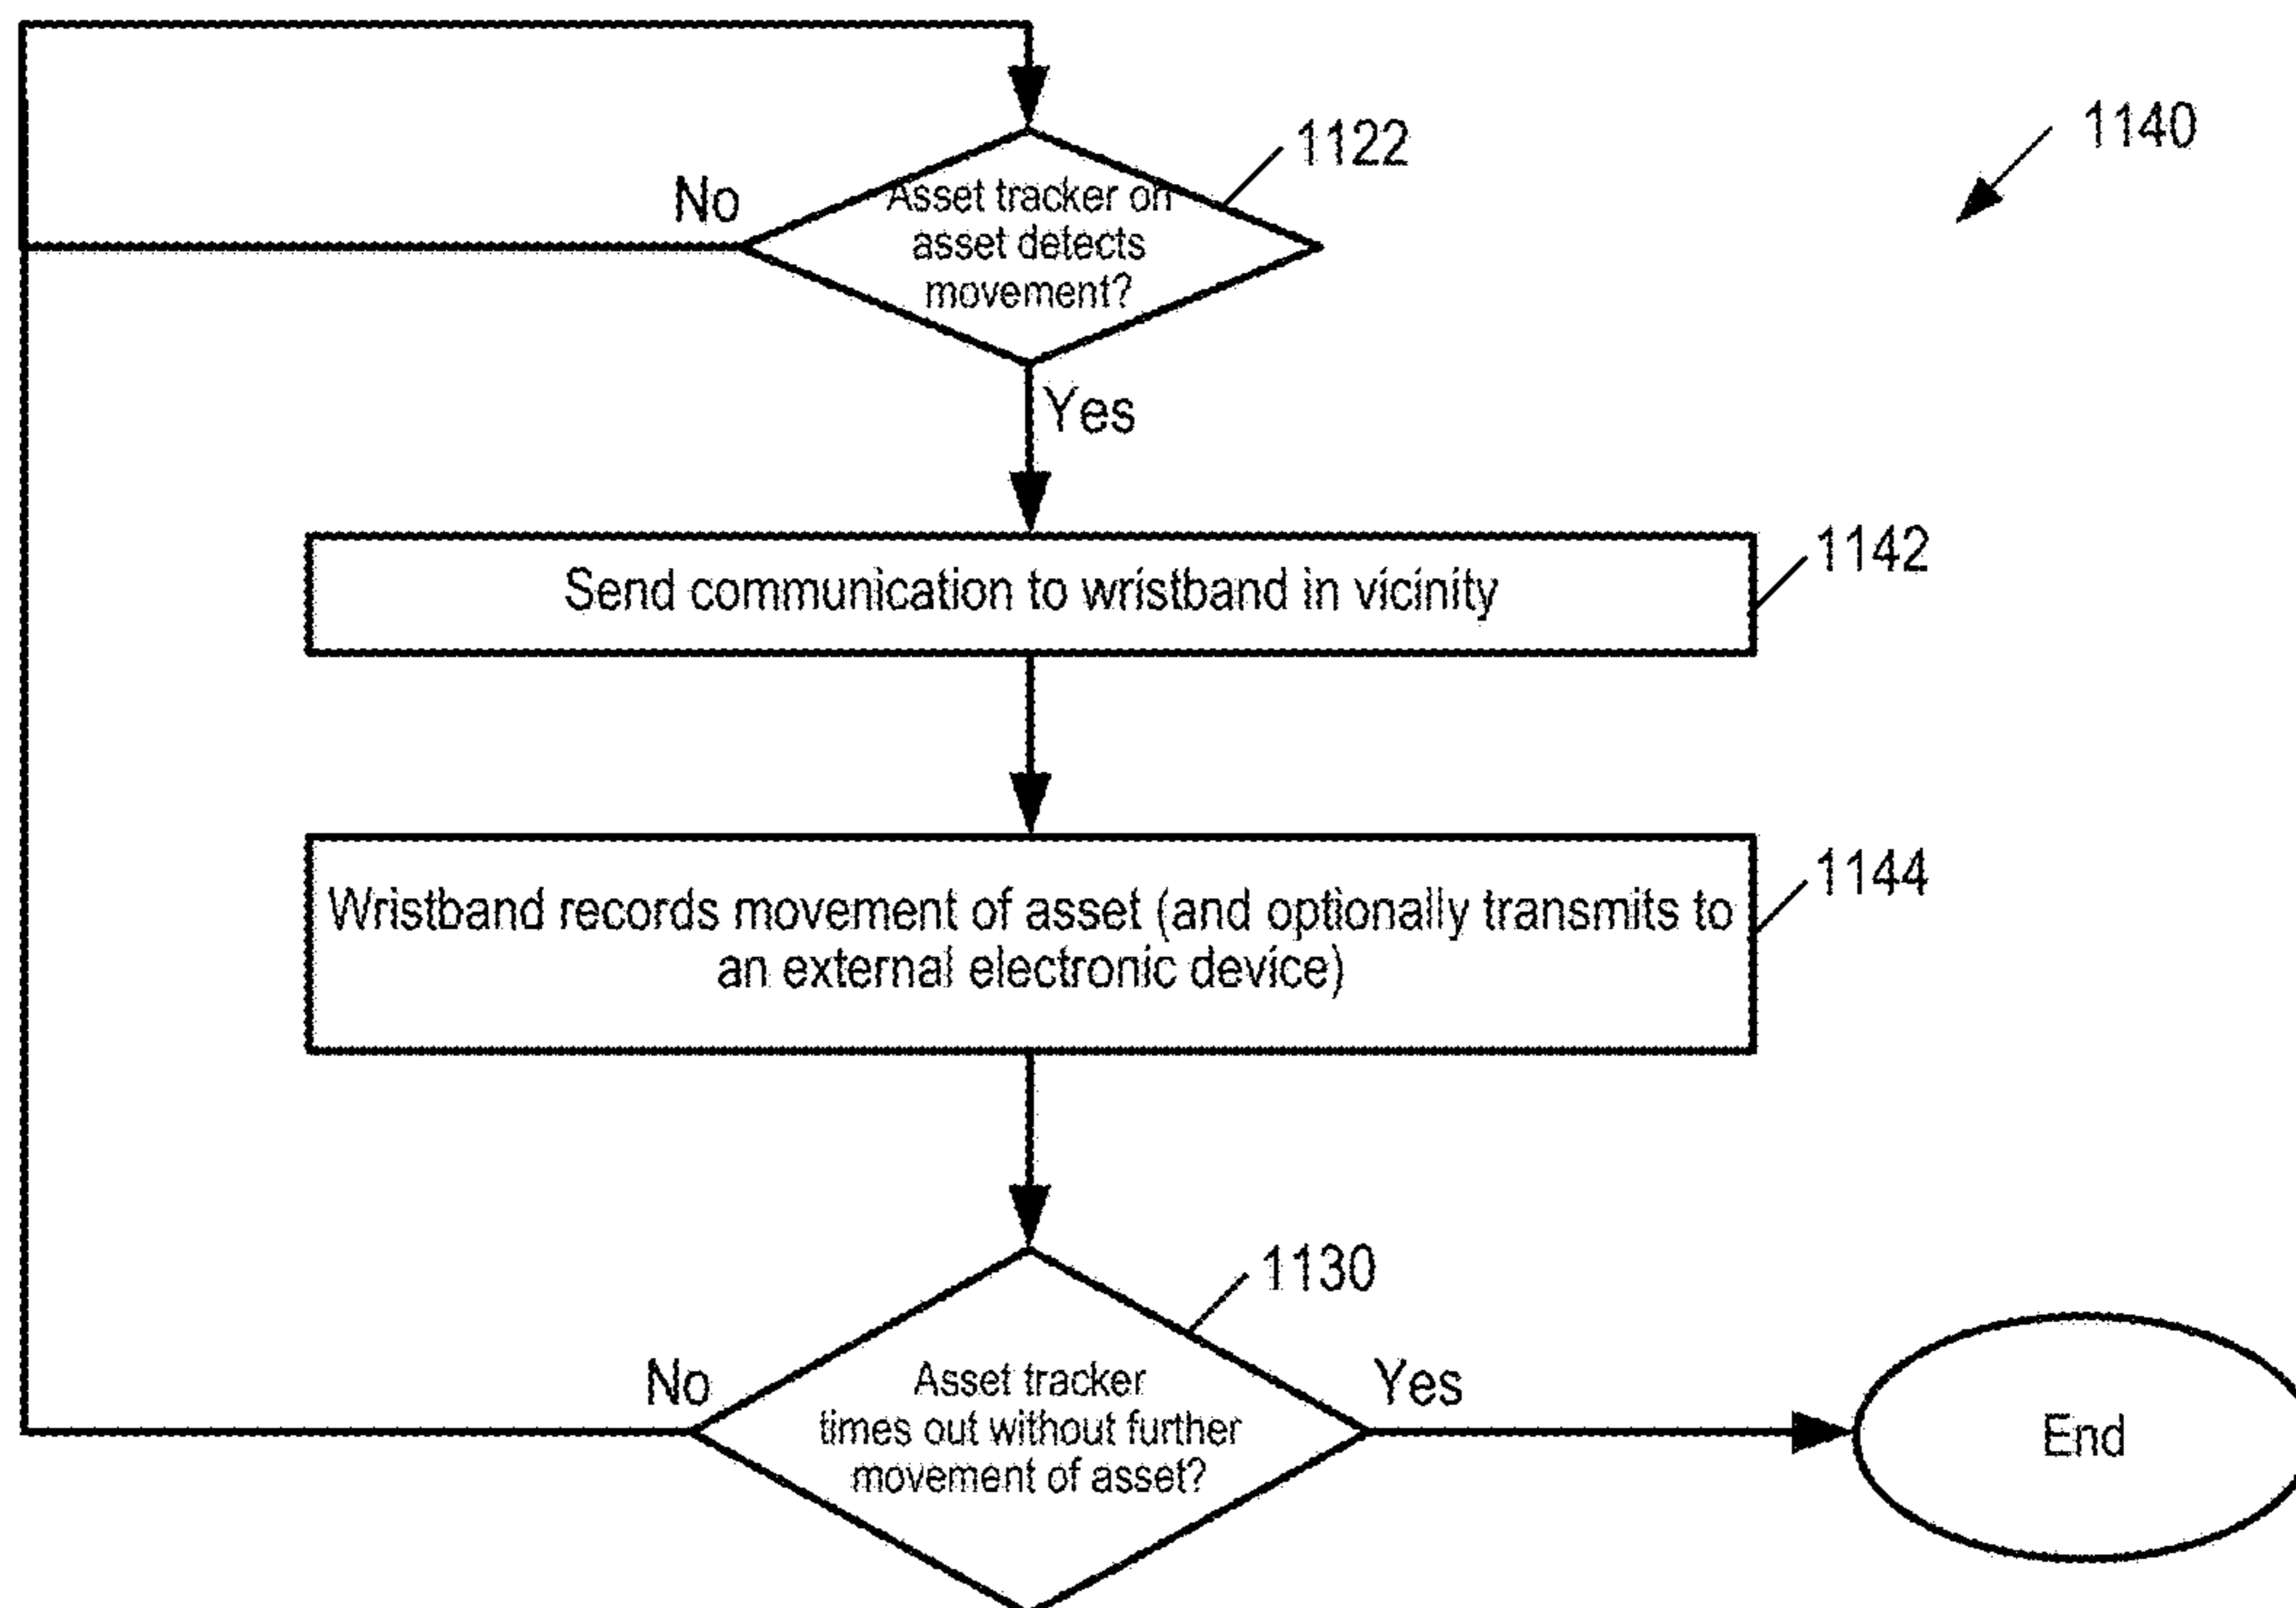 1140
1122
No
Asset tracker on
asset detects
movement?
Yes
1142
Send communication to wristband in vicinity
1144
Wristband records movement of asset (and optionally transmits to
an external electronic device)
1130
No
Asset tracker
times out without further
movement of asset?
Yes
End